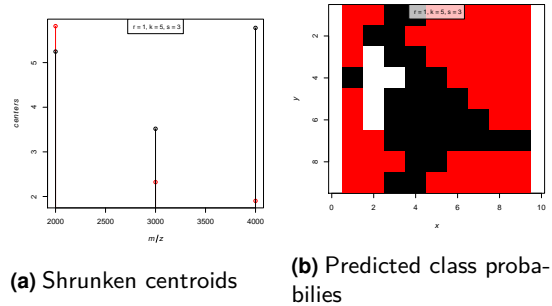 r = 1, k = 5, s = 3
centers
5
4
3
2
2000 2500 3000 3500 4000
m/z
(a) Shrunken centroids
r = 1, k = 5, s = 3
y
2
4
6
8
0 2 4 6 8 10
x
(b) Predicted class proba-
bilies